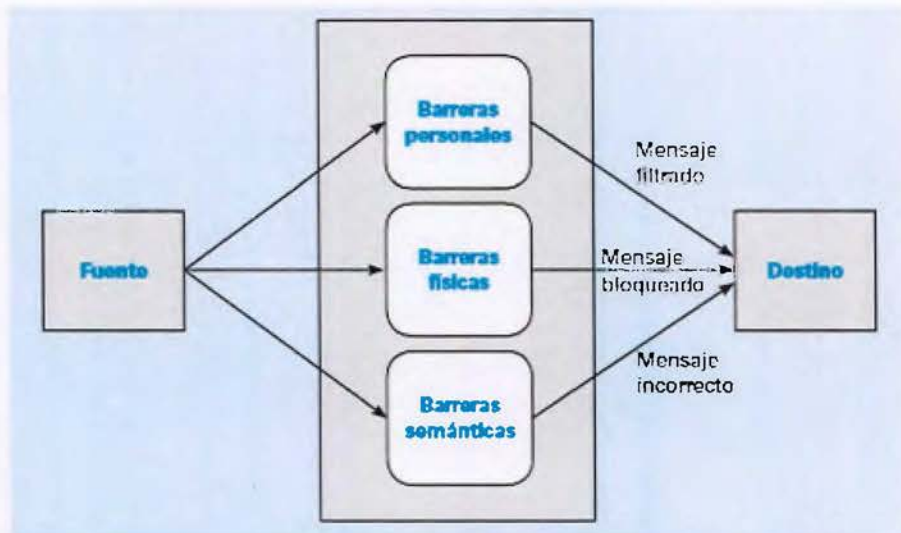 Barreras
personales
Mensaje
filtrado
Fuente
Barreras
físicas
Mensaje
bloqueado
Destino
Mensaje
incorrecto
Barreras
semánticas